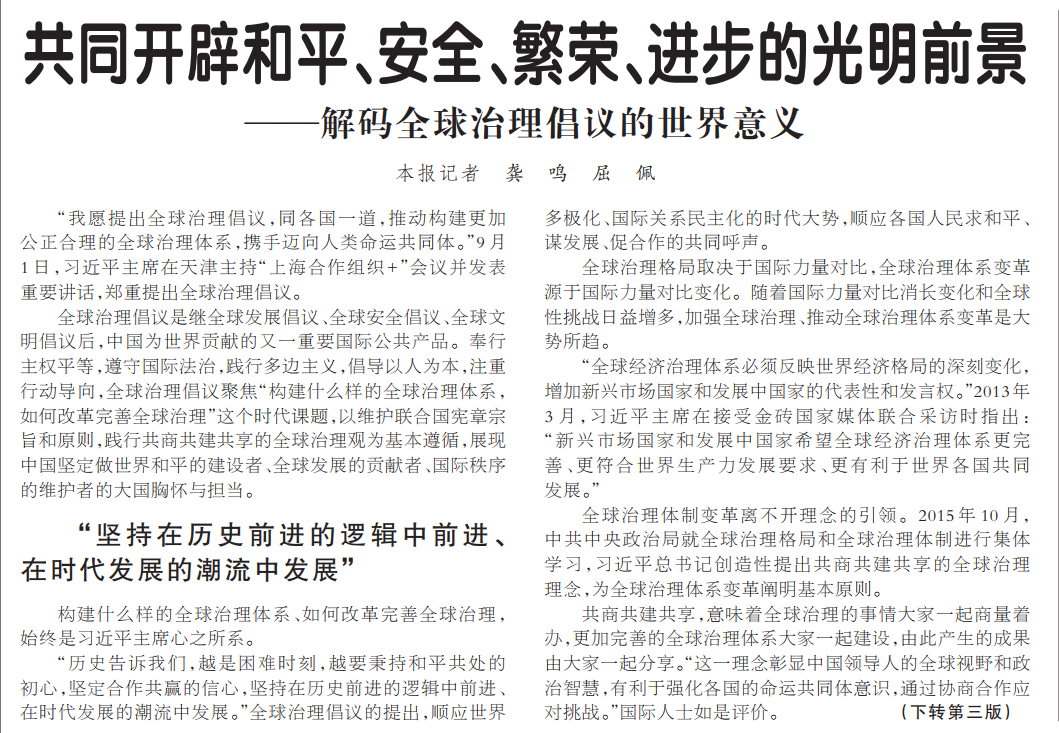 共同开辟和平、安全、繁荣、进步的光明前景
——解码全球治理倡议的世界意义
本报记者 龚 鸣 屈 佩
“我愿提出全球治理倡议，同各国一道，推动构建更加
公正合理的全球治理体系，携手迈向人类命运共同体。”9月
1日，习近平主席在天津主持“上海合作组织+”会议并发表
重要讲话，郑重提出全球治理倡议。
全球治理倡议是继全球发展倡议、全球安全倡议、全球文
明倡议后，中国为世界贡献的又一重要国际公共产品。奉行
主权平等，遵守国际法治，践行多边主义，倡导以人为本，注重
行动导向，全球治理倡议聚焦“构建什么样的全球治理体系，
如何改革完善全球治理”这个时代课题，以维护联合国宪章宗
旨和原则，践行共商共建共享的全球治理观为基本遵循，展现
中国坚定做世界和平的建设者、全球发展的贡献者、国际秩序
的维护者的大国胸怀与担当。
“坚持在历史前进的逻辑中前进、
在时代发展的潮流中发展”
构建什么样的全球治理体系、如何改革完善全球治理，
始终是习近平主席心之所系。
“历史告诉我们，越是困难时刻，越要秉持和平共处的
初心，坚定合作共赢的信心，坚持在历史前进的逻辑中前进、
在时代发展的潮流中发展。”全球治理倡议的提出，顺应世界
多极化、国际关系民主化的时代大势，顺应各国人民求和平、
谋发展、促合作的共同呼声。
全球治理格局取决于国际力量对比，全球治理体系变革
源于国际力量对比变化。随着国际力量对比消长变化和全球
性挑战日益增多，加强全球治理、推动全球治理体系变革是大
势所趋。
“全球经济治理体系必须反映世界经济格局的深刻变化，
增加新兴市场国家和发展中国家的代表性和发言权。”2013年
3月，习近平主席在接受金砖国家媒体联合采访时指出：
“新兴市场国家和发展中国家希望全球经济治理体系更完
善、更符合世界生产力发展要求、更有利于世界各国共同
发展。”
全球治理体制变革离不开理念的引领。2015年10月，
中共中央政治局就全球治理格局和全球治理体制进行集体
学习，习近平总书记创造性提出共商共建共享的全球治理
理念，为全球治理体系变革阐明基本原则。
共商共建共享，意味着全球治理的事情大家一起商量着
办，更加完善的全球治理体系大家一起建设，由此产生的成果
由大家一起分享。“这一理念彰显中国领导人的全球视野和政
治智慧，有利于强化各国的命运共同体意识，通过协商合作应
对挑战。”国际人士如是评价。 （下转第三版）